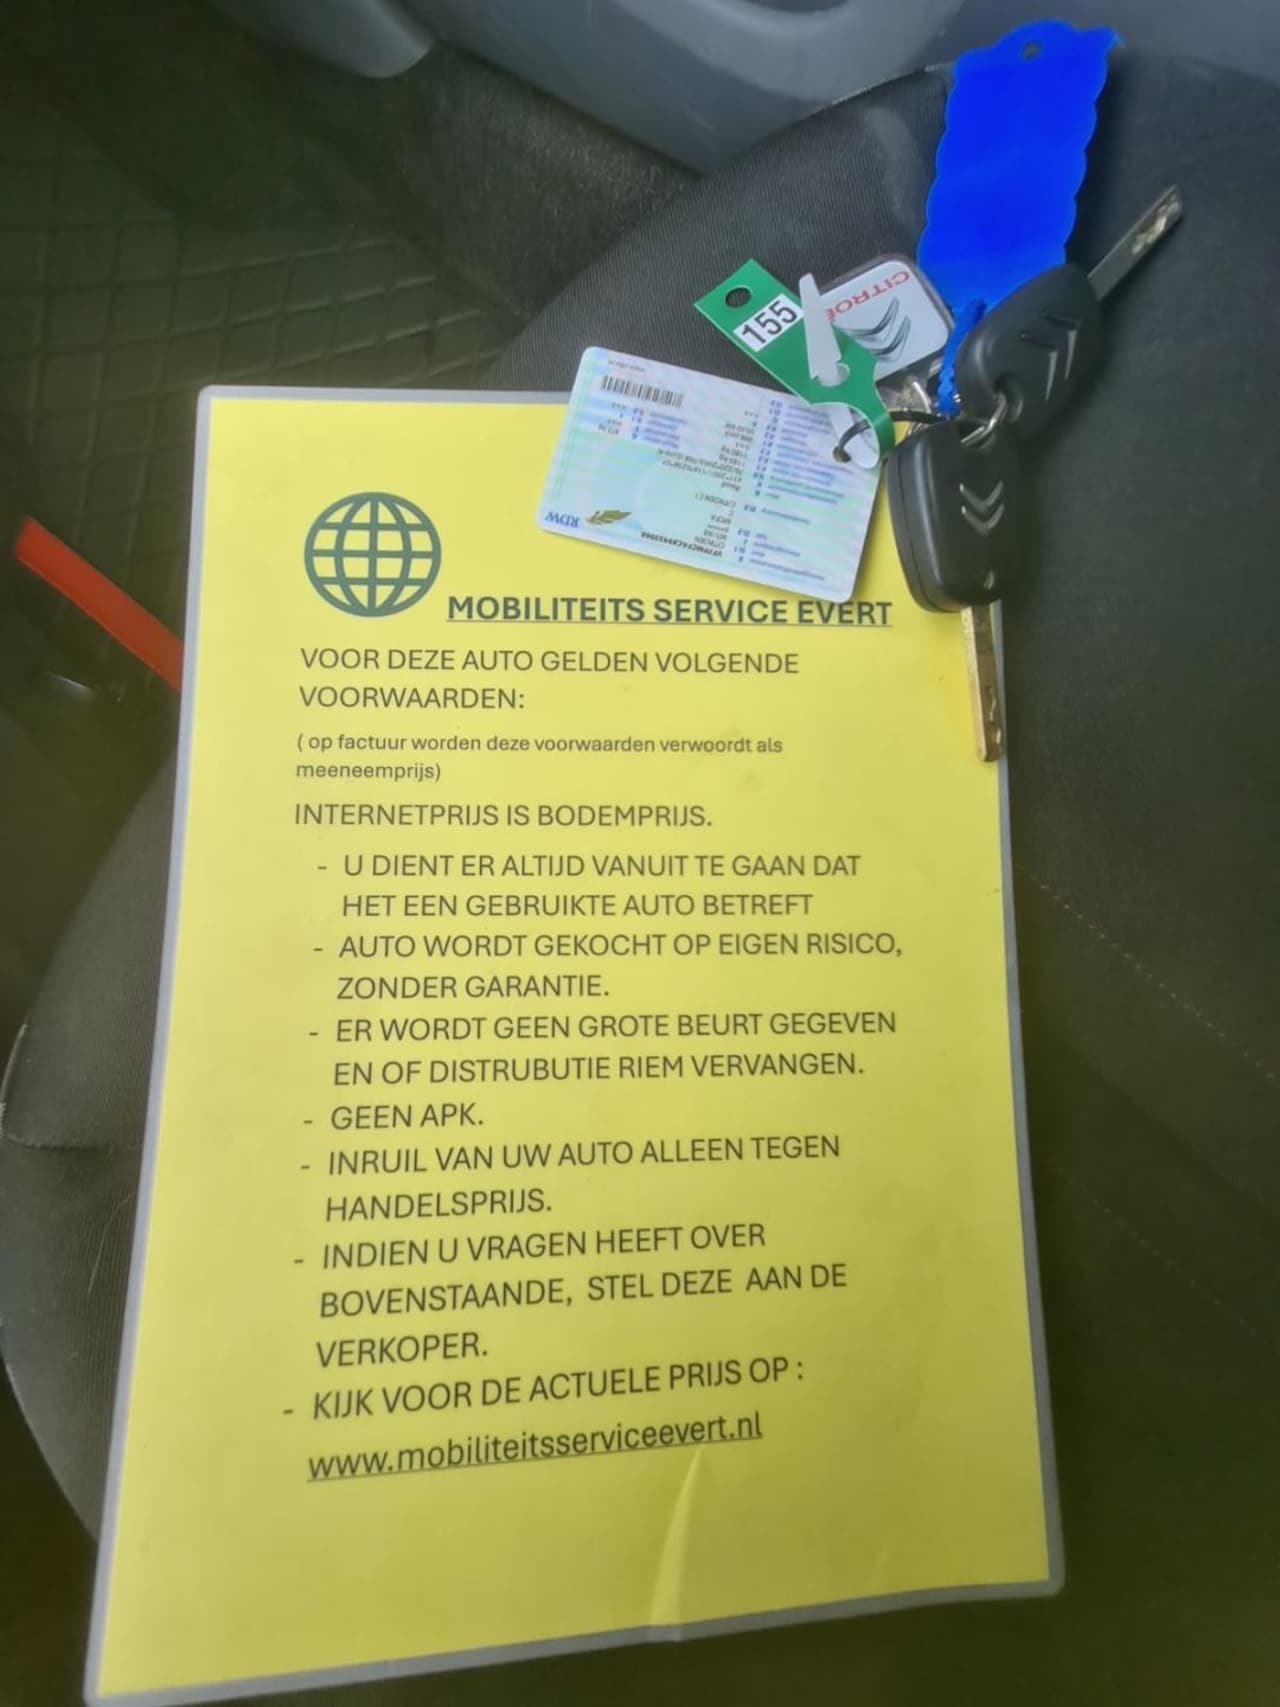 155
CITROË
RDW
MOBILITEITS SERVICE EVERT
VOOR DEZE AUTO GELDEN VOLGENDE
VOORWAARDEN:
( op factuur worden deze voorwaarden verwoordt als
meeneemprijs)
INTERNETPRIJS IS BODEMPRIJS.
- U DIENT ER ALTIJD VANUIT TE GAAN DAT
HET EEN GEBRUIKTE AUTO BETREFT
- AUTO WORDT GEKOCHT OP EIGEN RISICO,
ZONDER GARANTIE.
- ER WORDT GEEN GROTE BEURT GEGEVEN
EN OF DISTRUBUTIE RIEM VERVANGEN.
- GEEN APK.
- INRUIL VAN UW AUTO ALLEEN TEGEN
HANDELSPRIJS.
- INDIEN U VRAGEN HEEFT OVER
BOVENSTAANDE, STEL DEZE AAN DE
VERKOPER.
- KIJK VOOR DE ACTUELE PRIJS OP :
www.mobiliteitsserviceevert.nl